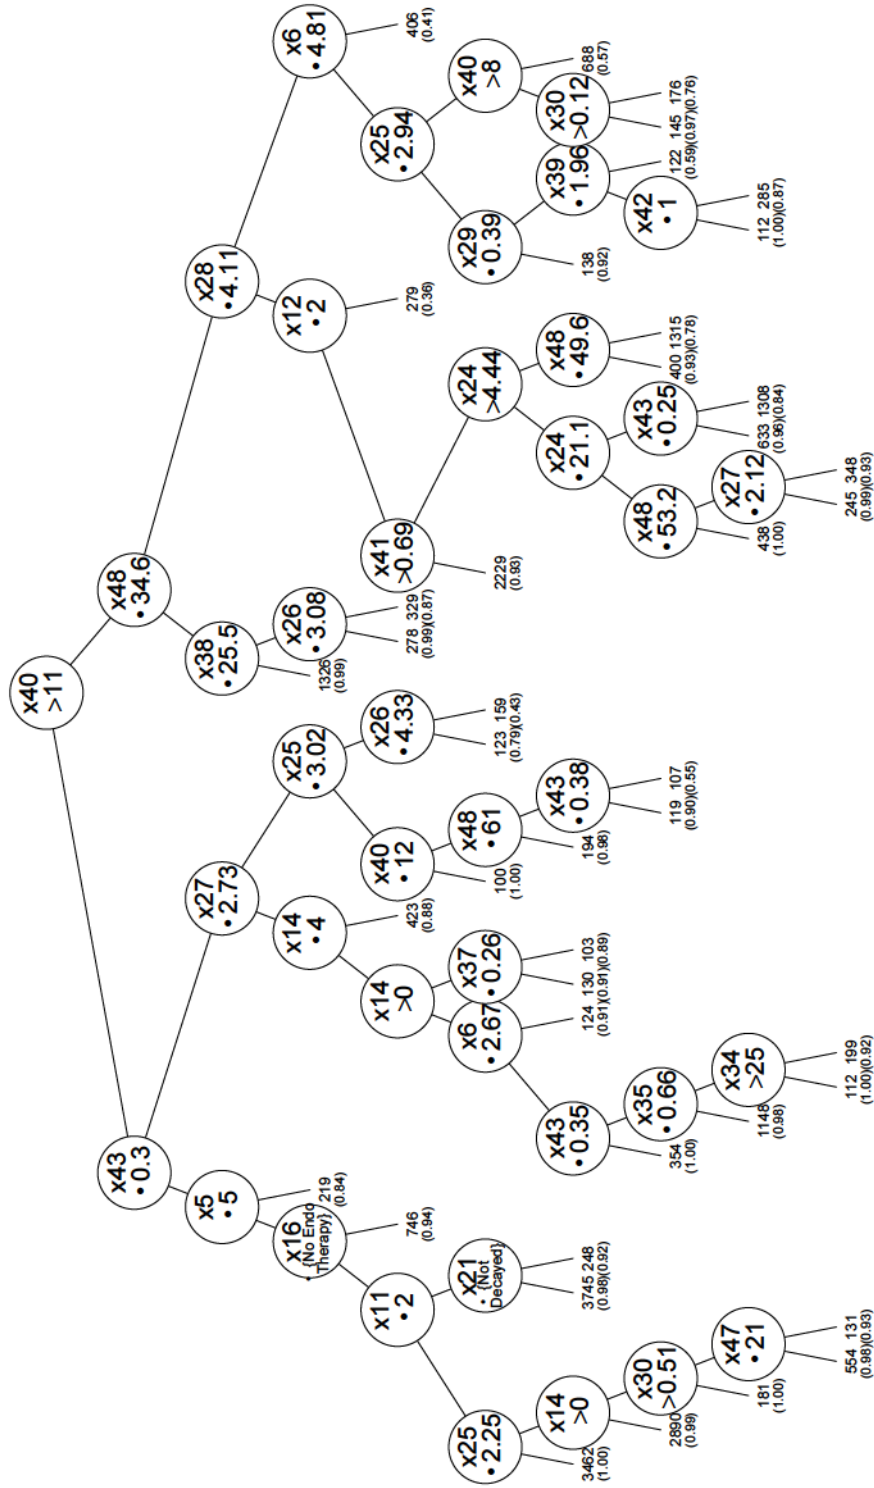 x40
>11
x43
• 0.3
x48
• 34.6
x5
• 5
x27
• 2.73
x38
• 25.5
x28
• 4.11
x16
• {No Endo
Therapy}
219
(0.84)
x14
• 4
x25
• 3.02
1326
(0.99)
x26
• 3.08
x12
• 2
x6
• 4.81
x11
• 2
746
(0.94)
x14
>0
423
(0.88)
x40
• 12
x26
• 4.33
278 329
(0.99)(0.87)
x41
>0.69
279
(0.36)
x25
• 2.94
406
(0.41)
x25
• 2.25
x21
• {Not
Decayed}
x6
• 2.67
x37
• 0.26
100
(1.00)
x48
• 61
123 159
(0.79)(0.43)
2229
(0.93)
x24
>4.44
x29
• 0.39
x40
>8
3462
(1.00)
x14
>0
3745 248
(0.98)(0.92)
x43
• 0.35
124 130 103
(0.91)(0.91)(0.89)
194
(0.98)
x43
• 0.38
x24
• 21.1
x48
• 49.6
138
(0.92)
x39
• 1.96
x30
>0.12
688
(0.57)
2890
(0.99)
x30
>0.51
354
(1.00)
x35
• 0.66
119 107
(0.90)(0.55)
x48
• 53.2
x43
• 0.25
400 1315
(0.93)(0.78)
x42
• 1
122 145 176
(0.59)(0.97)(0.76)
181
(1.00)
x47
• 21
1148
(0.98)
x34
>25
438
(1.00)
x27
• 2.12
633 1308
(0.96)(0.84)
112 285
(1.00)(0.87)
554 131
(0.98)(0.93)
112 199
(1.00)(0.92)
245 348
(0.99)(0.93)